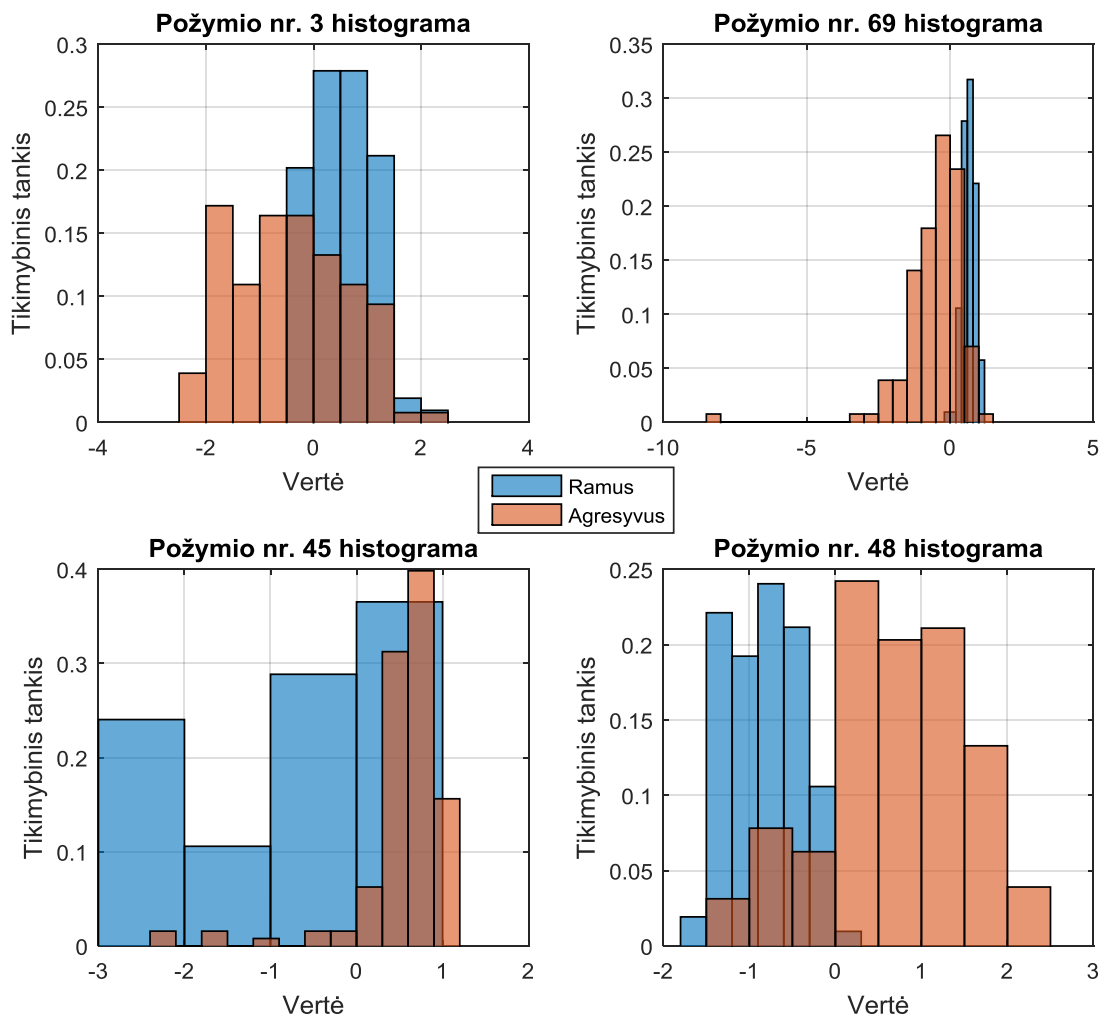 Požymio nr. 3 histograma
Tikimybinis tankis
0.3
0.25
0.2
0.15
0.1
0.05
0
-4 -2 0 2 4
Vertė
Požymio nr. 69 histograma
Tikimybinis tankis
0.35
0.3
0.25
0.2
0.15
0.1
0.05
0
-10 -5 0 5
Vertė
Ramus
Agresyvus
Požymio nr. 45 histograma
Tikimybinis tankis
0.4
0.3
0.2
0.1
0
-3 -2 -1 0 1 2
Vertė
Požymio nr. 48 histograma
Tikimybinis tankis
0.25
0.2
0.15
0.1
0.05
0
-2 -1 0 1 2 3
Vertė